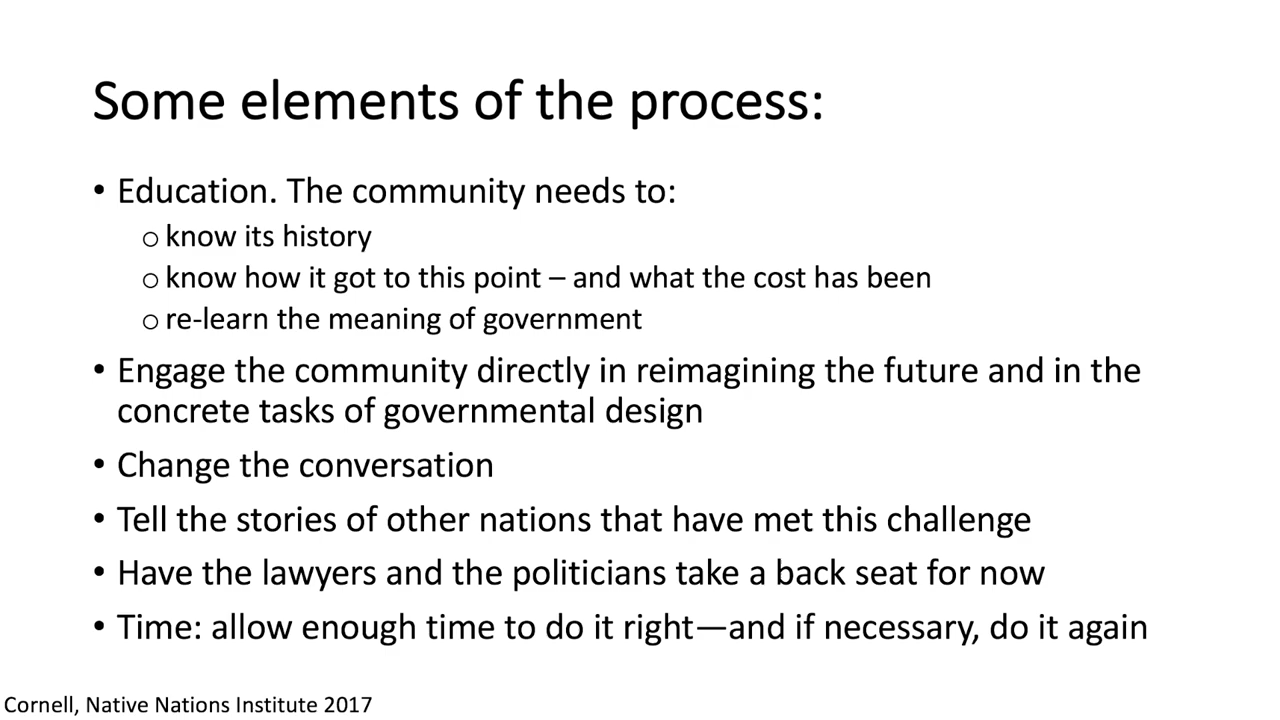 Some elements of the process:
• Education. The community needs to:
o know its history
o know how it got to this point – and what the cost has been
o re-learn the meaning of government
• Engage the community directly in reimagining the future and in the
concrete tasks of governmental design
• Change the conversation
• Tell the stories of other nations that have met this challenge
• Have the lawyers and the politicians take a back seat for now
• Time: allow enough time to do it right—and if necessary, do it again
Cornell, Native Nations Institute 2017